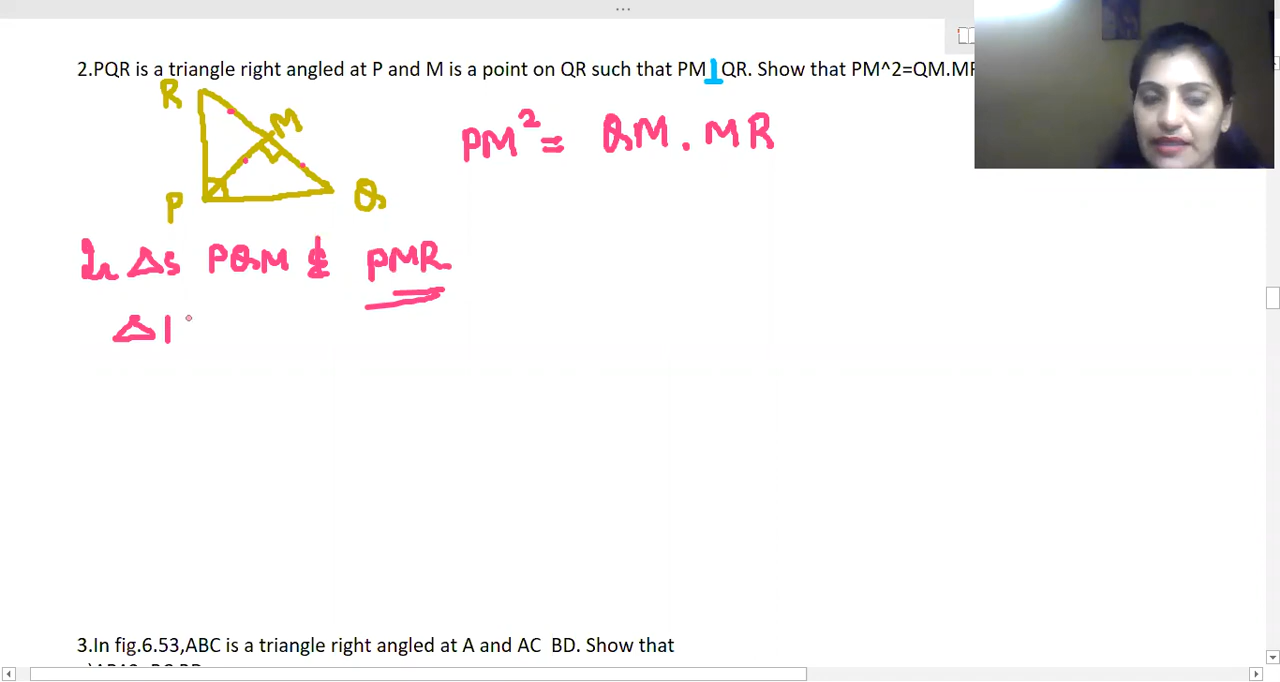 2.PQR is a triangle right angled at P and M is a point on QR such that PM⊥QR. Show that PM^2=QM.MR
R
M
P
Q
PM² = QM . MR
In Δs PQM & PMR
Δ
3.In fig.6.53,ABC is a triangle right angled at A and AC BD. Show that